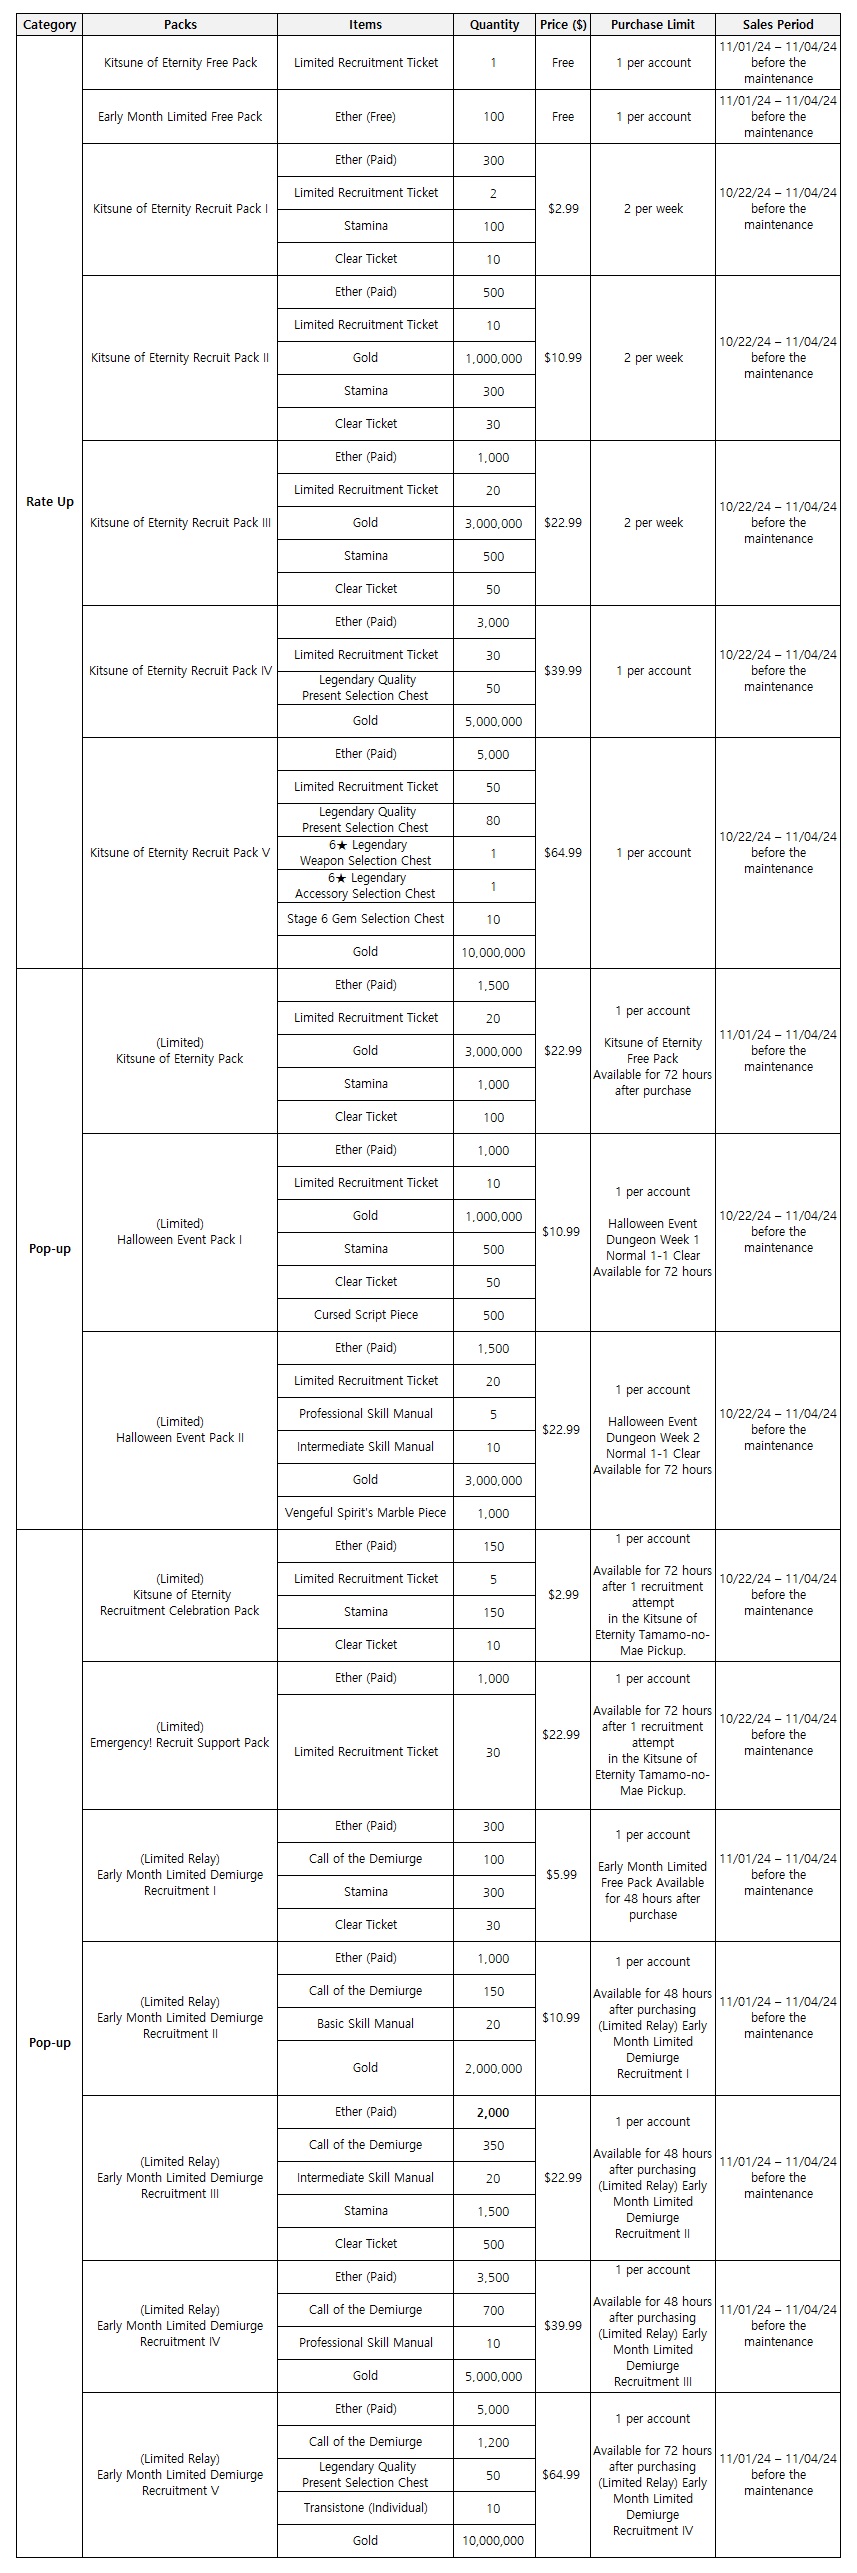 Category Packs Items Quantity Price ($) Purchase Limit Sales Period
Rate Up
Kitsune of Eternity Free Pack
Limited Recruitment Ticket 1
Free
1 per account
11/01/24 – 11/04/24
before the
maintenance
Early Month Limited Free Pack
Ether (Free) 100
Free
1 per account
11/01/24 – 11/04/24
before the
maintenance
Kitsune of Eternity Recruit Pack I
Ether (Paid) 300
Limited Recruitment Ticket 2
Stamina 100
Clear Ticket 10
$2.99
2 per week
10/22/24 – 11/04/24
before the
maintenance
Kitsune of Eternity Recruit Pack II
Ether (Paid) 500
Limited Recruitment Ticket 10
Gold 1,000,000
Stamina 300
Clear Ticket 30
$10.99
2 per week
10/22/24 – 11/04/24
before the
maintenance
Kitsune of Eternity Recruit Pack III
Ether (Paid) 1,000
Limited Recruitment Ticket 20
Gold 3,000,000
Stamina 500
Clear Ticket 50
$22.99
2 per week
10/22/24 – 11/04/24
before the
maintenance
Kitsune of Eternity Recruit Pack IV
Ether (Paid) 3,000
Limited Recruitment Ticket 30
Legendary Quality
Present Selection Chest 50
Gold 5,000,000
$39.99
1 per account
10/22/24 – 11/04/24
before the
maintenance
Kitsune of Eternity Recruit Pack V
Ether (Paid) 5,000
Limited Recruitment Ticket 50
Legendary Quality
Present Selection Chest 80
6★ Legendary
Weapon Selection Chest 1
6★ Legendary
Accessory Selection Chest 1
Stage 6 Gem Selection Chest 10
Gold 10,000,000
$64.99
1 per account
10/22/24 – 11/04/24
before the
maintenance
Pop-up
(Limited)
Kitsune of Eternity Pack
Ether (Paid) 1,500
Limited Recruitment Ticket 20
Gold 3,000,000
Stamina 1,000
Clear Ticket 100
$22.99
1 per account
Kitsune of Eternity
Free Pack
Available for 72 hours
after purchase
11/01/24 – 11/04/24
before the
maintenance
(Limited)
Halloween Event Pack I
Ether (Paid) 1,000
Limited Recruitment Ticket 10
Gold 1,000,000
Stamina 500
Clear Ticket 50
Cursed Script Piece 500
$10.99
1 per account
Halloween Event
Dungeon Week 1
Normal 1-1 Clear
Available for 72 hours
10/22/24 – 11/04/24
before the
maintenance
(Limited)
Halloween Event Pack II
Ether (Paid) 1,500
Limited Recruitment Ticket 20
Professional Skill Manual 5
Intermediate Skill Manual 10
Gold 3,000,000
Vengeful Spirit's Marble Piece 1,000
$22.99
1 per account
Halloween Event
Dungeon Week 2
Normal 1-1 Clear
Available for 72 hours
10/22/24 – 11/04/24
before the
maintenance
Pop-up
(Limited)
Kitsune of Eternity
Recruitment Celebration Pack
Ether (Paid) 150
Limited Recruitment Ticket 5
Stamina 150
Clear Ticket 10
$2.99
1 per account
Available for 72 hours
after 1 recruitment
attempt
in the Kitsune of
Eternity Tamamo-no-
Mae Pickup.
10/22/24 – 11/04/24
before the
maintenance
(Limited)
Emergency! Recruit Support Pack
Ether (Paid) 1,000
Limited Recruitment Ticket 30
$22.99
1 per account
Available for 72 hours
after 1 recruitment
attempt
in the Kitsune of
Eternity Tamamo-no-
Mae Pickup.
10/22/24 – 11/04/24
before the
maintenance
(Limited Relay)
Early Month Limited Demiurge
Recruitment I
Ether (Paid) 300
Call of the Demiurge 100
Stamina 300
Clear Ticket 30
$5.99
1 per account
Early Month Limited
Free Pack Available
for 48 hours after
purchase
11/01/24 – 11/04/24
before the
maintenance
(Limited Relay)
Early Month Limited Demiurge
Recruitment II
Ether (Paid) 1,000
Call of the Demiurge 150
Basic Skill Manual 20
Gold 2,000,000
$10.99
1 per account
Available for 48 hours
after purchasing
(Limited Relay) Early
Month Limited
Demiurge
Recruitment I
11/01/24 – 11/04/24
before the
maintenance
(Limited Relay)
Early Month Limited Demiurge
Recruitment III
Ether (Paid) 2,000
Call of the Demiurge 350
Intermediate Skill Manual 20
Stamina 1,500
Clear Ticket 500
$22.99
1 per account
Available for 48 hours
after purchasing
(Limited Relay) Early
Month Limited
Demiurge
Recruitment II
11/01/24 – 11/04/24
before the
maintenance
(Limited Relay)
Early Month Limited Demiurge
Recruitment IV
Ether (Paid) 3,500
Call of the Demiurge 700
Professional Skill Manual 10
Gold 5,000,000
$39.99
1 per account
Available for 48 hours
after purchasing
(Limited Relay) Early
Month Limited
Demiurge
Recruitment III
11/01/24 – 11/04/24
before the
maintenance
(Limited Relay)
Early Month Limited Demiurge
Recruitment V
Ether (Paid) 5,000
Call of the Demiurge 1,200
Legendary Quality
Present Selection Chest 50
Transistone (Individual) 10
Gold 10,000,000
$64.99
1 per account
Available for 72 hours
after purchasing
(Limited Relay) Early
Month Limited
Demiurge
Recruitment IV
11/01/24 – 11/04/24
before the
maintenance